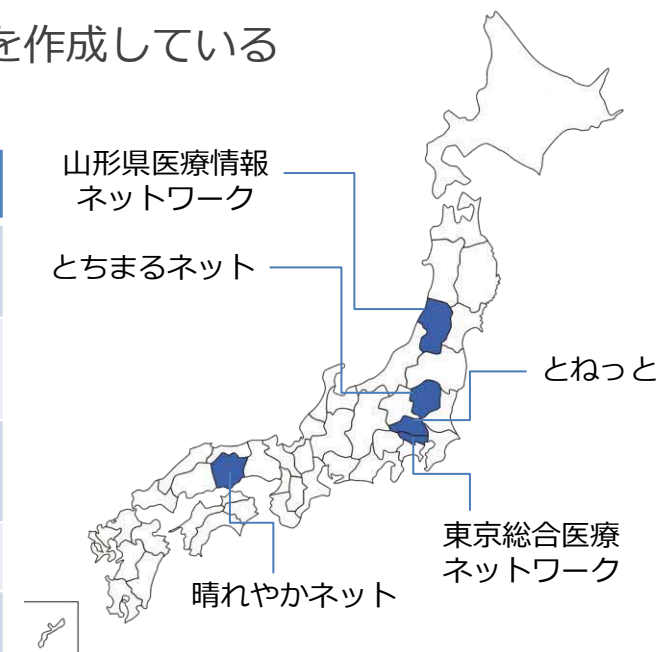 を作成している
山形県医療情報
ネットワーク
とちまるネット
とねっと
東京総合医療
ネットワーク
晴れやかネット